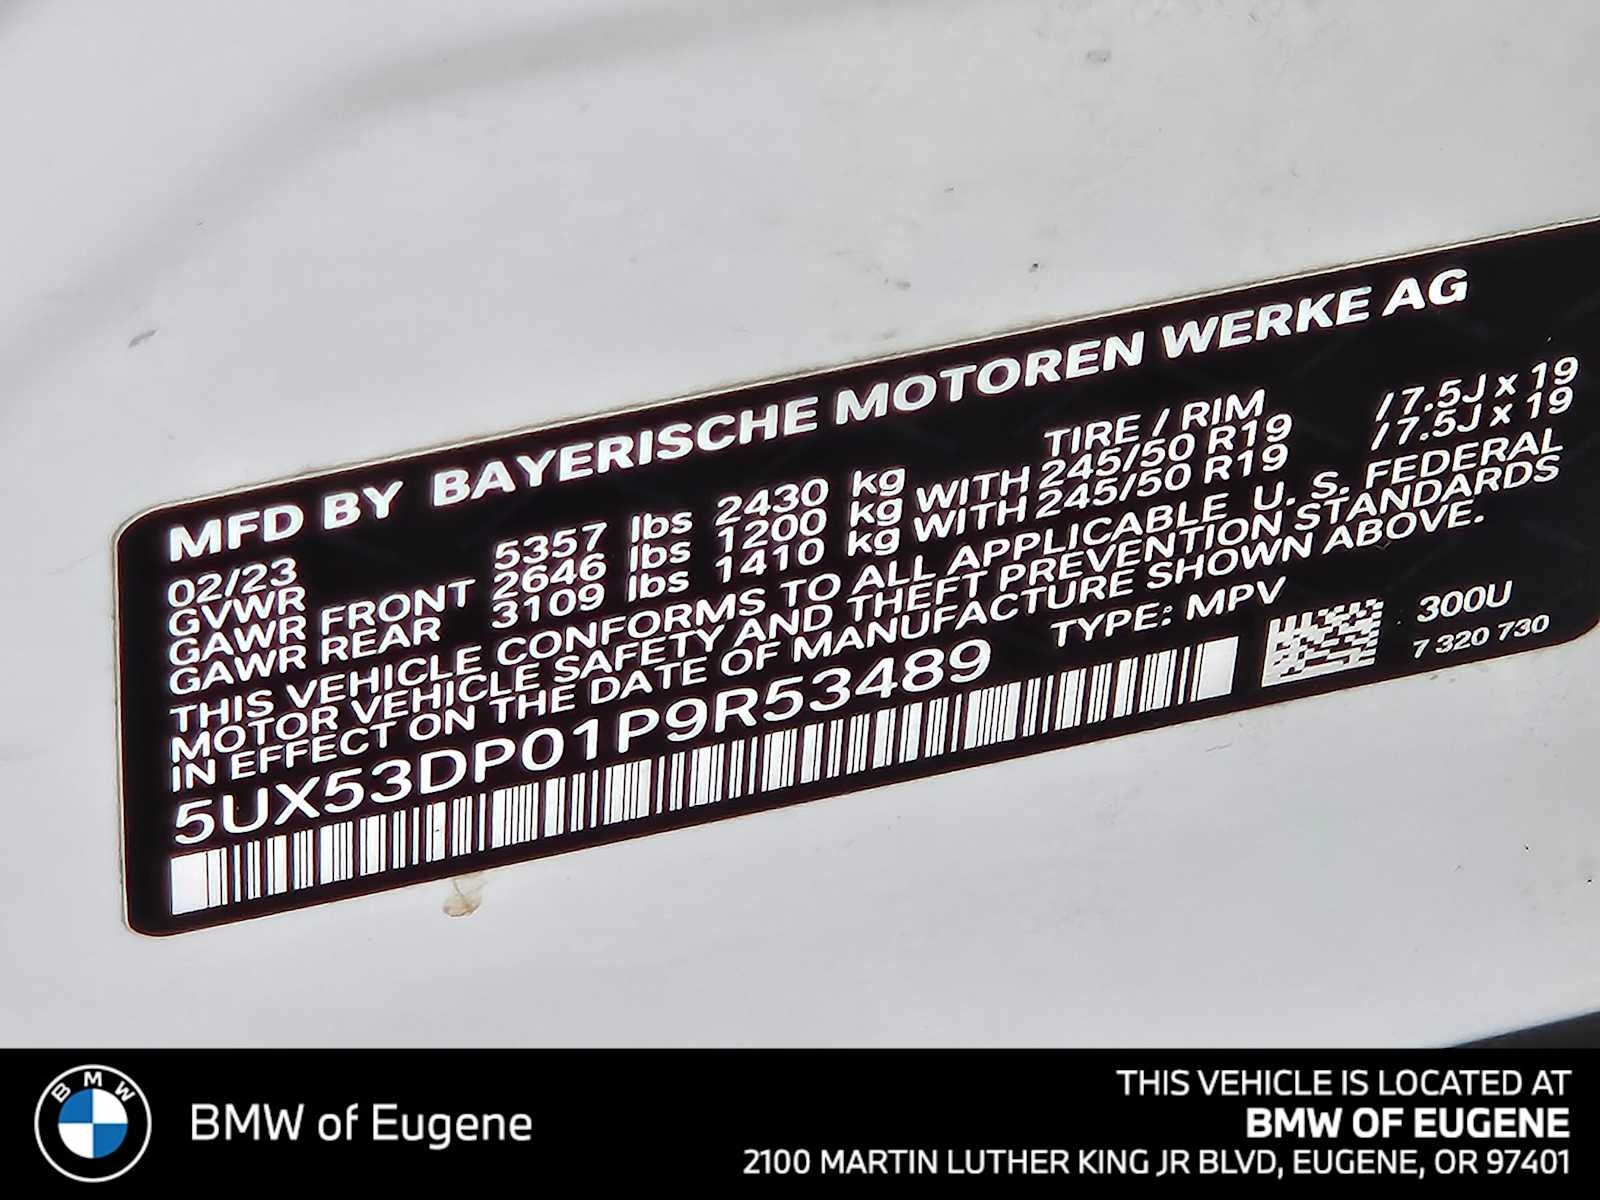 MFD BY BAYERISCHE MOTOREN WERKE AG
02/23 TIRE / RIM
GVWR 5357 lbs 2430 kg
GAWR FRONT 2646 lbs 1200 kg WITH 245/50 R19 / 7.5J x 19
GAWR REAR 3109 lbs 1410 kg WITH 245/50 R19 / 7.5J x 19
THIS VEHICLE CONFORMS TO ALL APPLICABLE U. S. FEDERAL
MOTOR VEHICLE SAFETY AND THEFT PREVENTION STANDARDS
IN EFFECT ON THE DATE OF MANUFACTURE SHOWN ABOVE.
5UX53DP01P9R53489 TYPE: MPV
300U
7 320 730
BMW
BMW of Eugene
THIS VEHICLE IS LOCATED AT
BMW OF EUGENE
2100 MARTIN LUTHER KING JR BLVD, EUGENE, OR 97401